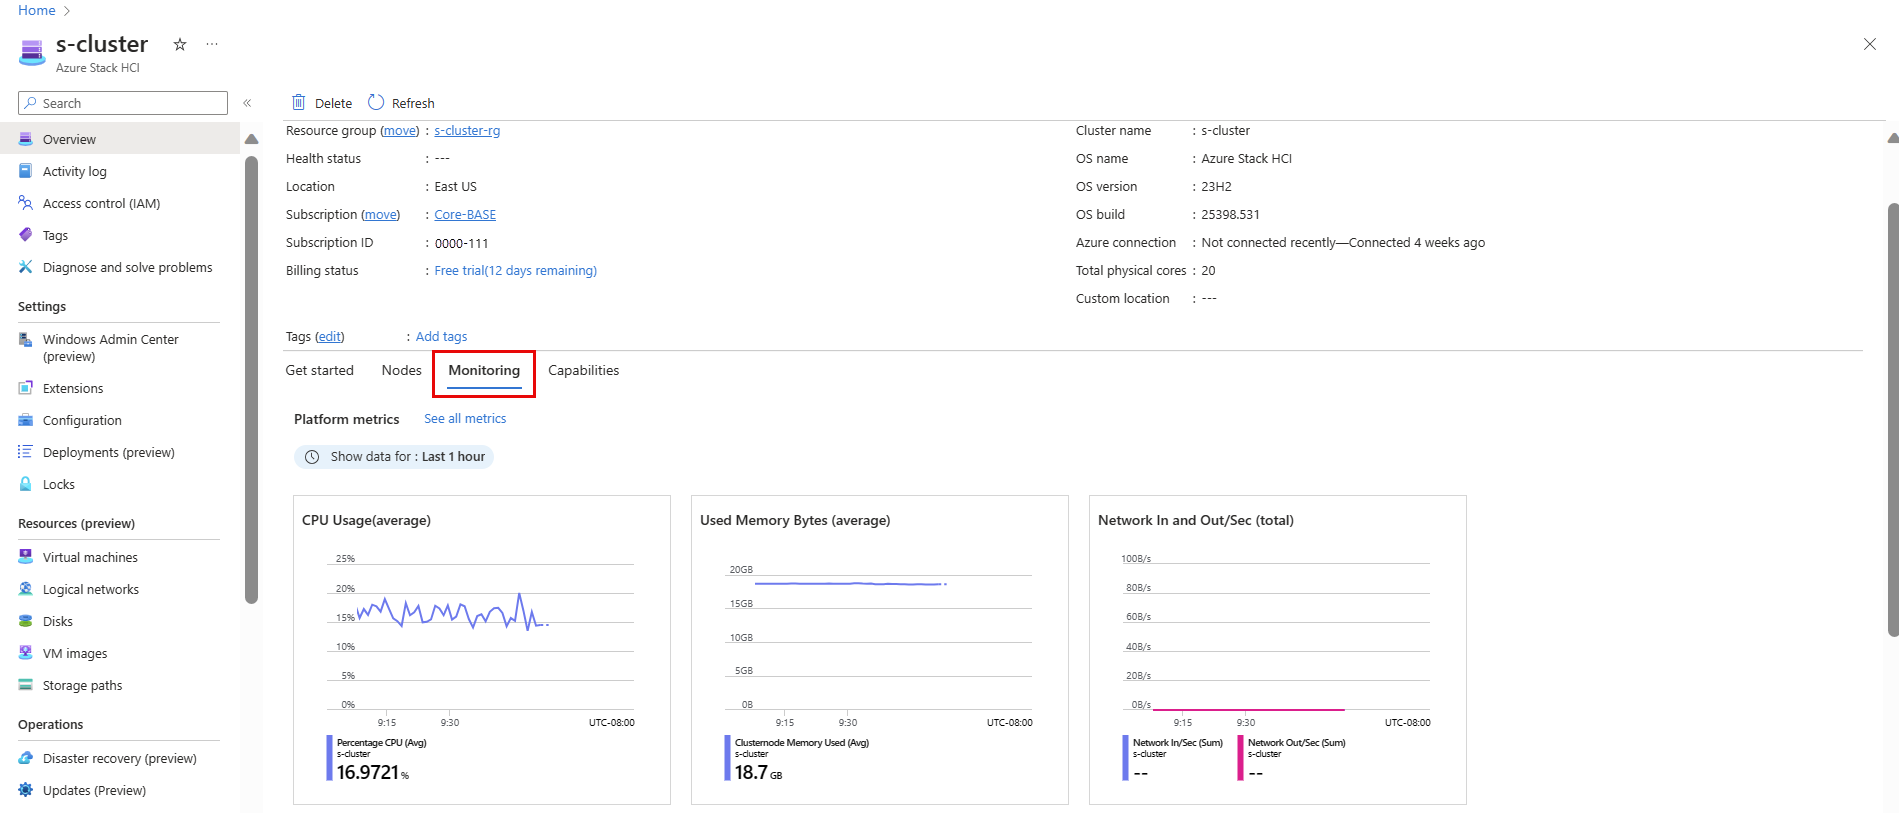 Home
s-cluster
Azure Stack HCI
Search
Overview
Activity log
Access control (IAM)
Tags
Diagnose and solve problems
Settings
Windows Admin Center
(preview)
Extensions
Configuration
Deployments (preview)
Locks
Resources (preview)
Virtual machines
Logical networks
Disks
VM images
Storage paths
Operations
Disaster recovery (preview)
Updates (Preview)
Delete Refresh
Resource group (move) : s-cluster-rg
Health status : ---
Location : East US
Subscription (move) : Core-BASE
Subscription ID : 0000-111
Billing status : Free trial(12 days remaining)
Cluster name : s-cluster
OS name : Azure Stack HCI
OS version : 23H2
OS build : 25398.531
Azure connection : Not connected recently—Connected 4 weeks ago
Total physical cores : 20
Custom location : ---
Tags (edit) : Add tags
Get started Nodes Monitoring Capabilities
Platform metrics See all metrics
Show data for : Last 1 hour
CPU Usage(average)
25%
20%
15%
10%
5%
0%
9:15 9:30 UTC-08:00
Percentage CPU (Avg)
s-cluster
16.9721 %
Used Memory Bytes (average)
20GB
15GB
10GB
5GB
0B
9:15 9:30 UTC-08:00
Clusternode Memory Used (Avg)
s-cluster
18.7 GB
Network In and Out/Sec (total)
100B/s
80B/s
60B/s
40B/s
20B/s
0B/s
9:15 9:30 UTC-08:00
Network In/Sec (Sum)
s-cluster
--
Network Out/Sec (Sum)
s-cluster
--